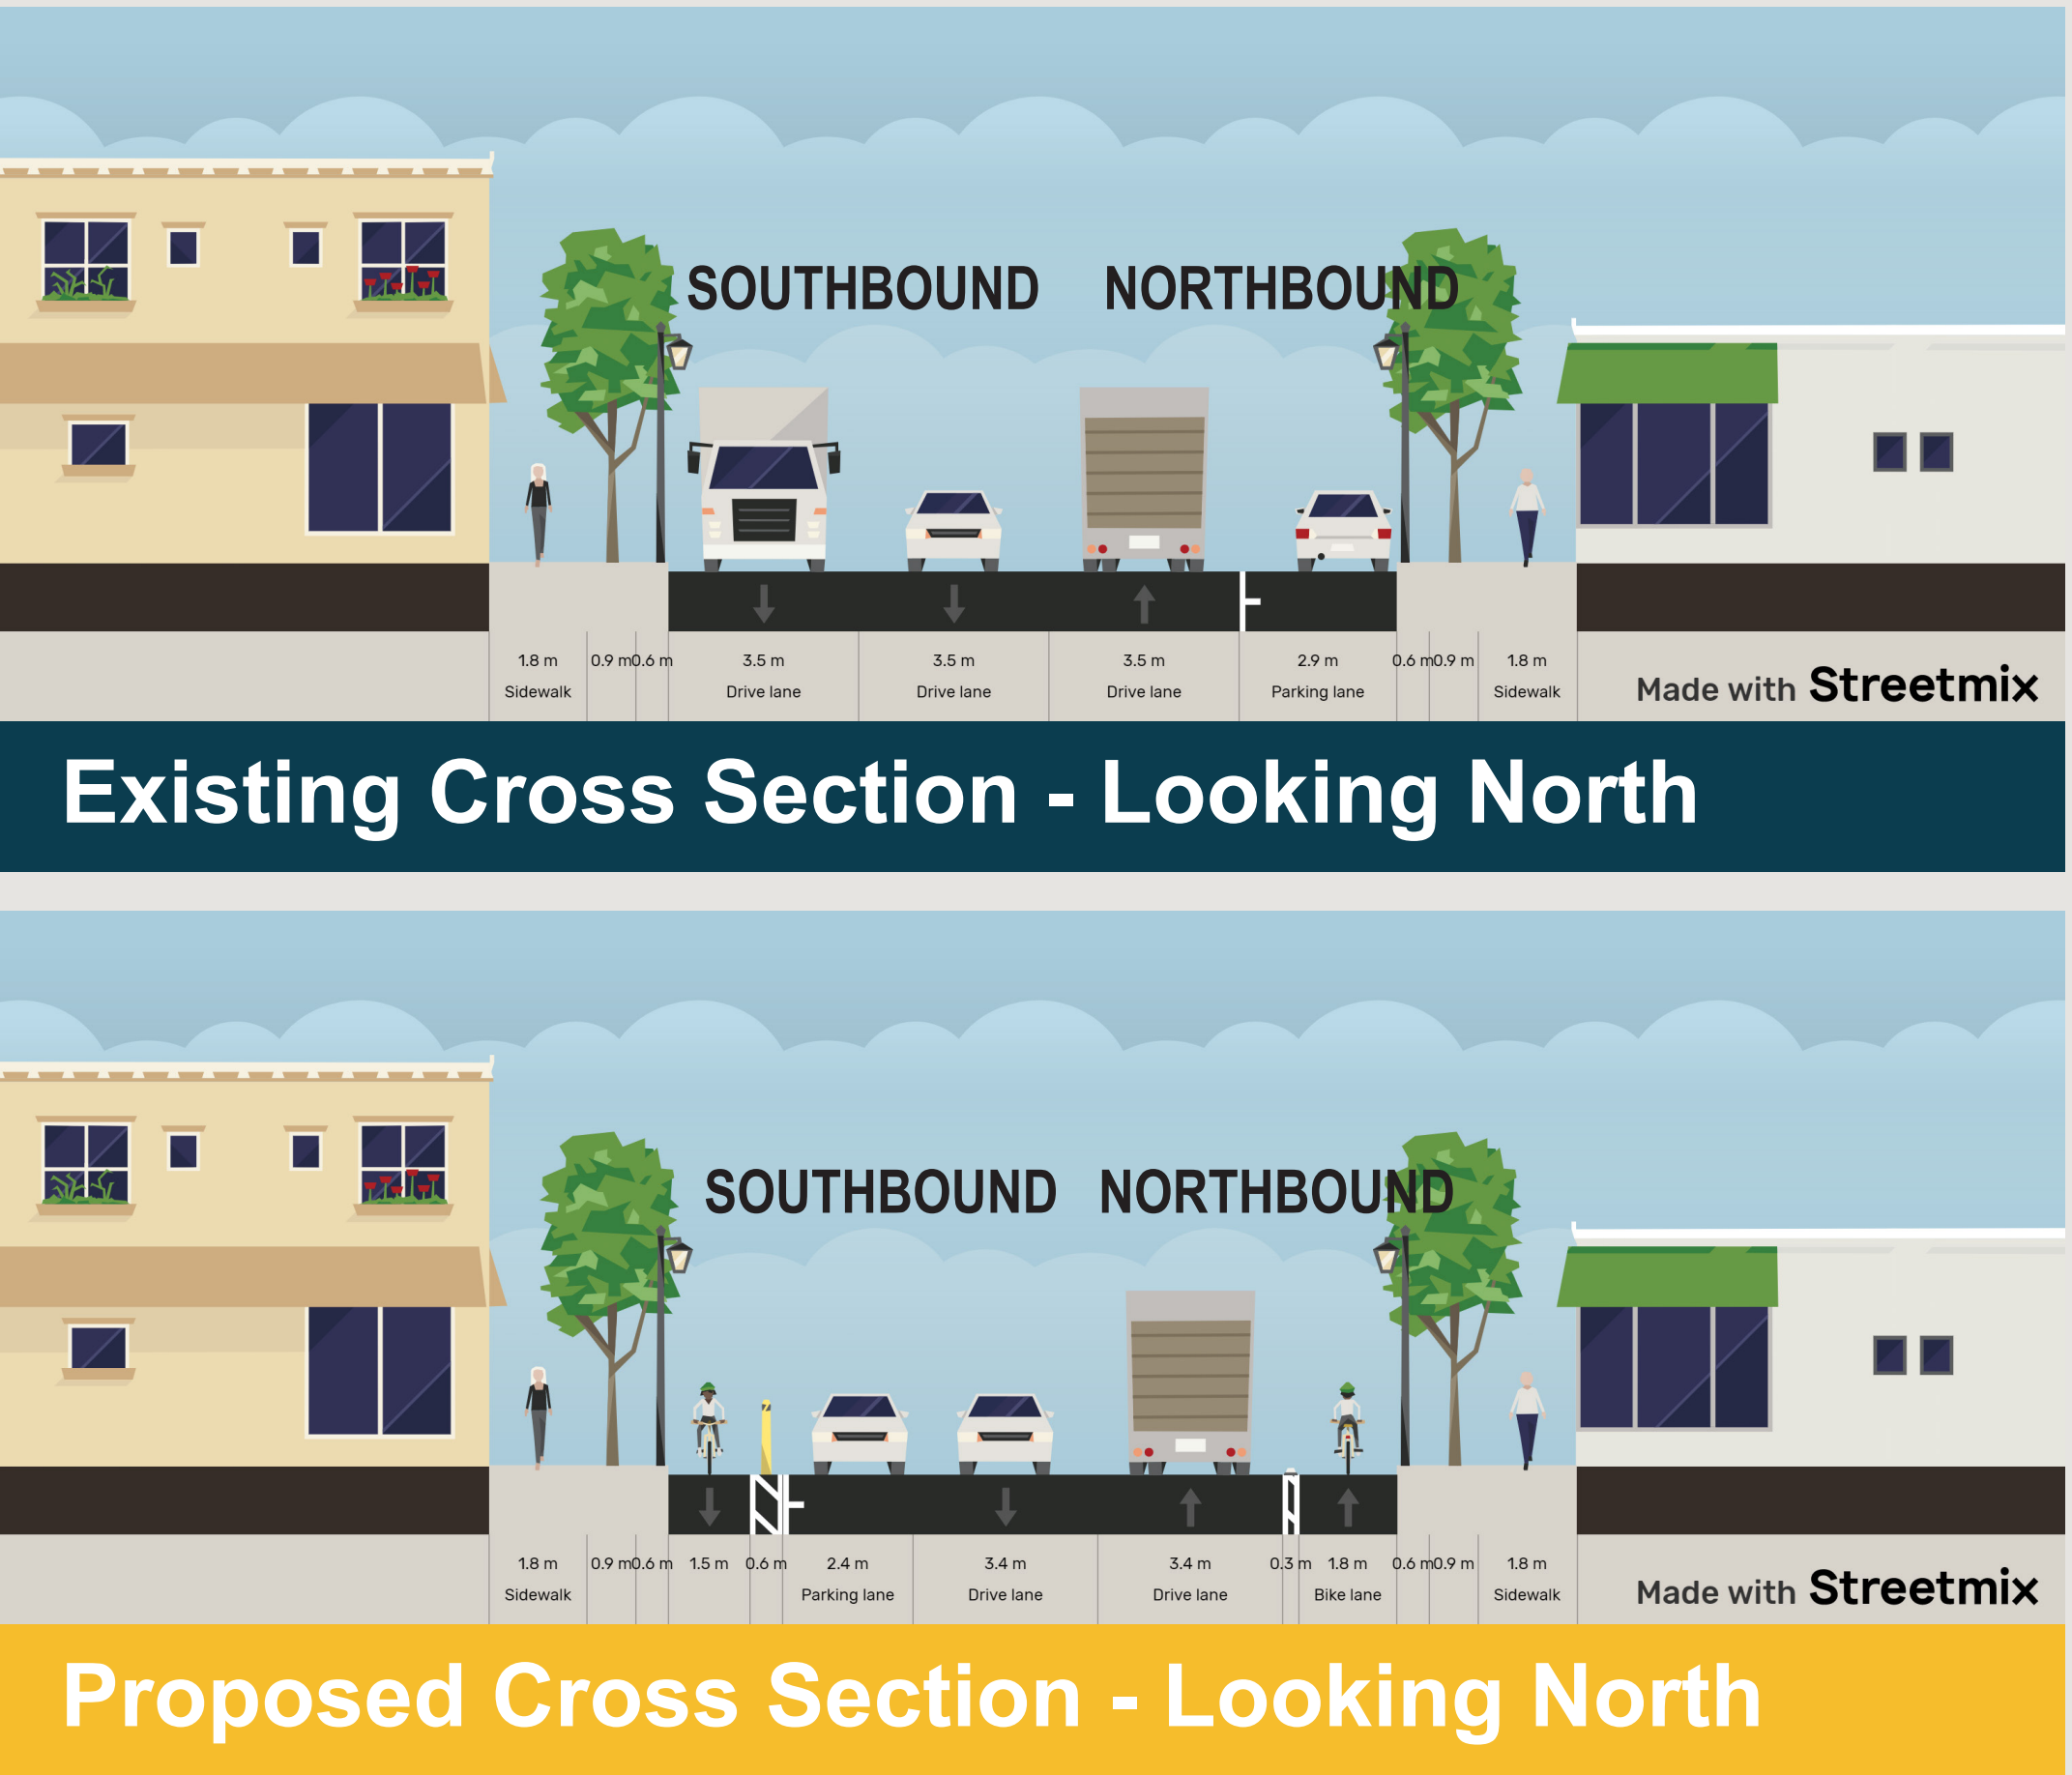 SOUTHBOUND NORTHBOUND
1.8 m 0.9 m 0.6 m 3.5 m 3.5 m 3.5 m 2.9 m 0.6 m 0.9 m 1.8 m
Sidewalk Drive lane Drive lane Drive lane Parking lane Sidewalk
Made with Streetmix
Existing Cross Section - Looking North
SOUTHBOUND NORTHBOUND
1.8 m 0.9 m 0.6 m 1.5 m 0.6 m 2.4 m 3.4 m 3.4 m 0.3 m 1.8 m 0.6 m 0.9 m 1.8 m
Sidewalk Parking lane Drive lane Drive lane Bike lane Sidewalk
Made with Streetmix
Proposed Cross Section - Looking North